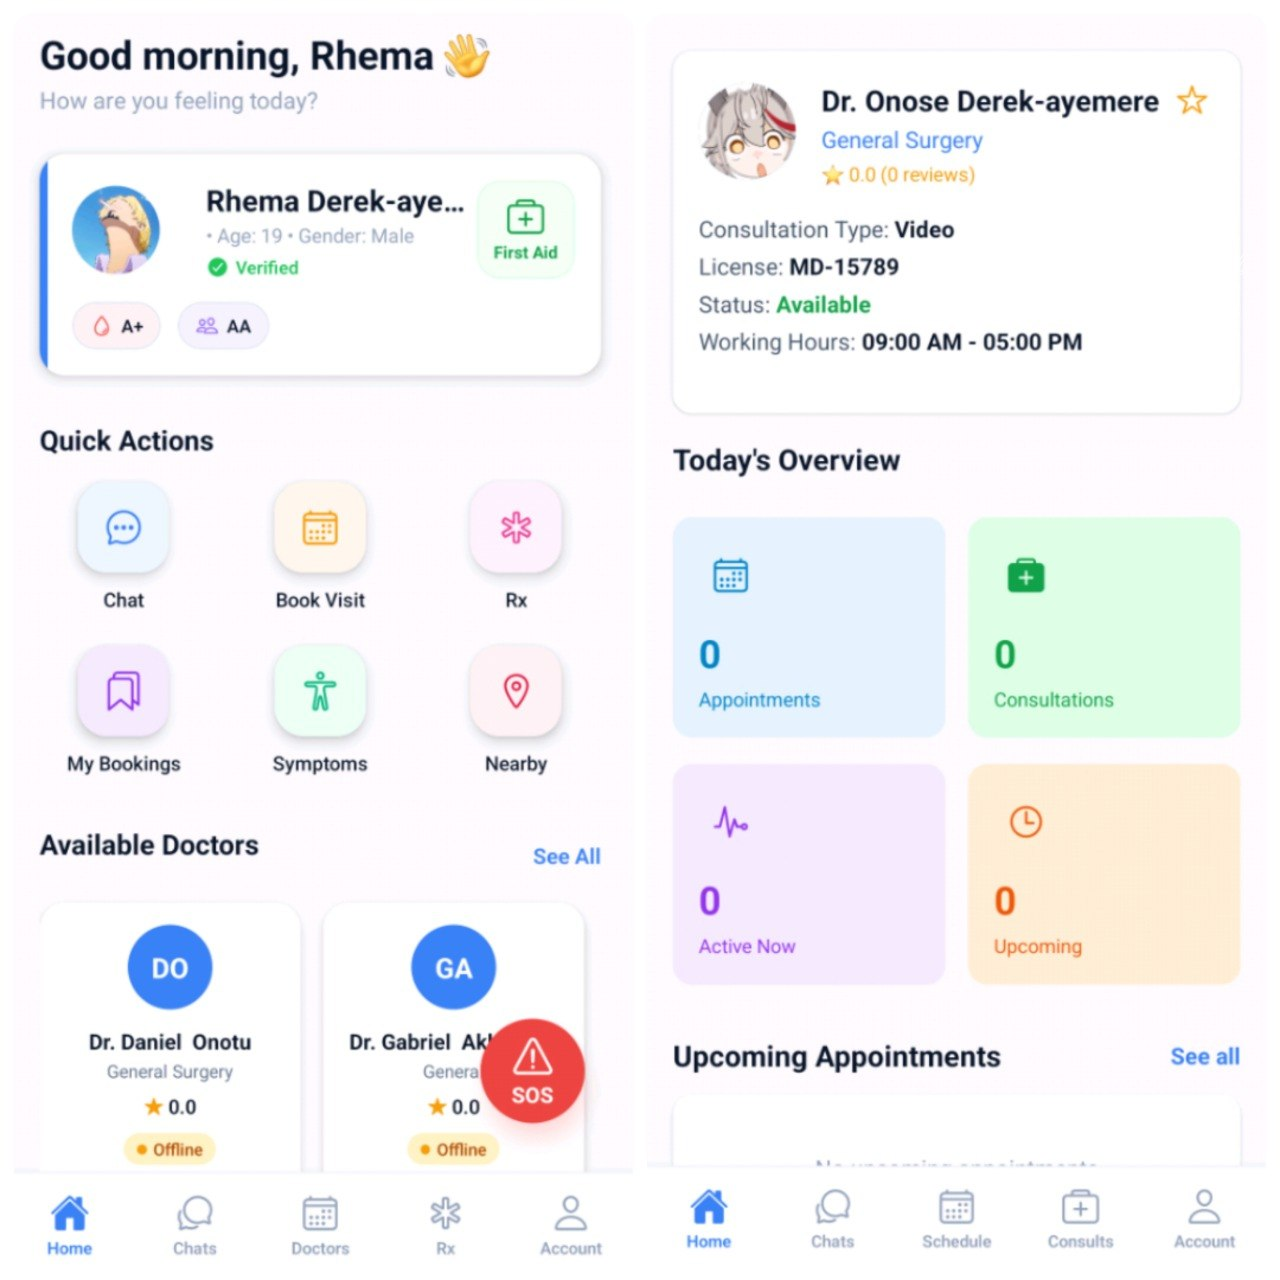 Good morning, Rhema 👋
How are you feeling today?
Rhema Derek-aye...
• Age: 19 • Gender: Male
Verified
First Aid
A+
AA
Quick Actions
Chat
Book Visit
Rx
My Bookings
Symptoms
Nearby
Available Doctors
See All
DO
Dr. Daniel Onotu
General Surgery
★ 0.0
Offline
GA
Dr. Gabriel
★ 0.0
Offline
SOS
Home
Chats
Doctors
Rx
Account
Dr. Onose Derek-ayemere
General Surgery
⭐ 0.0 (0 reviews)
Consultation Type: Video
License: MD-15789
Status: Available
Working Hours: 09:00 AM - 05:00 PM
Today's Overview
0
Appointments
0
Consultations
0
Active Now
0
Upcoming
Upcoming Appointments
See all
No upcoming appointments
Home
Chats
Schedule
Consults
Account